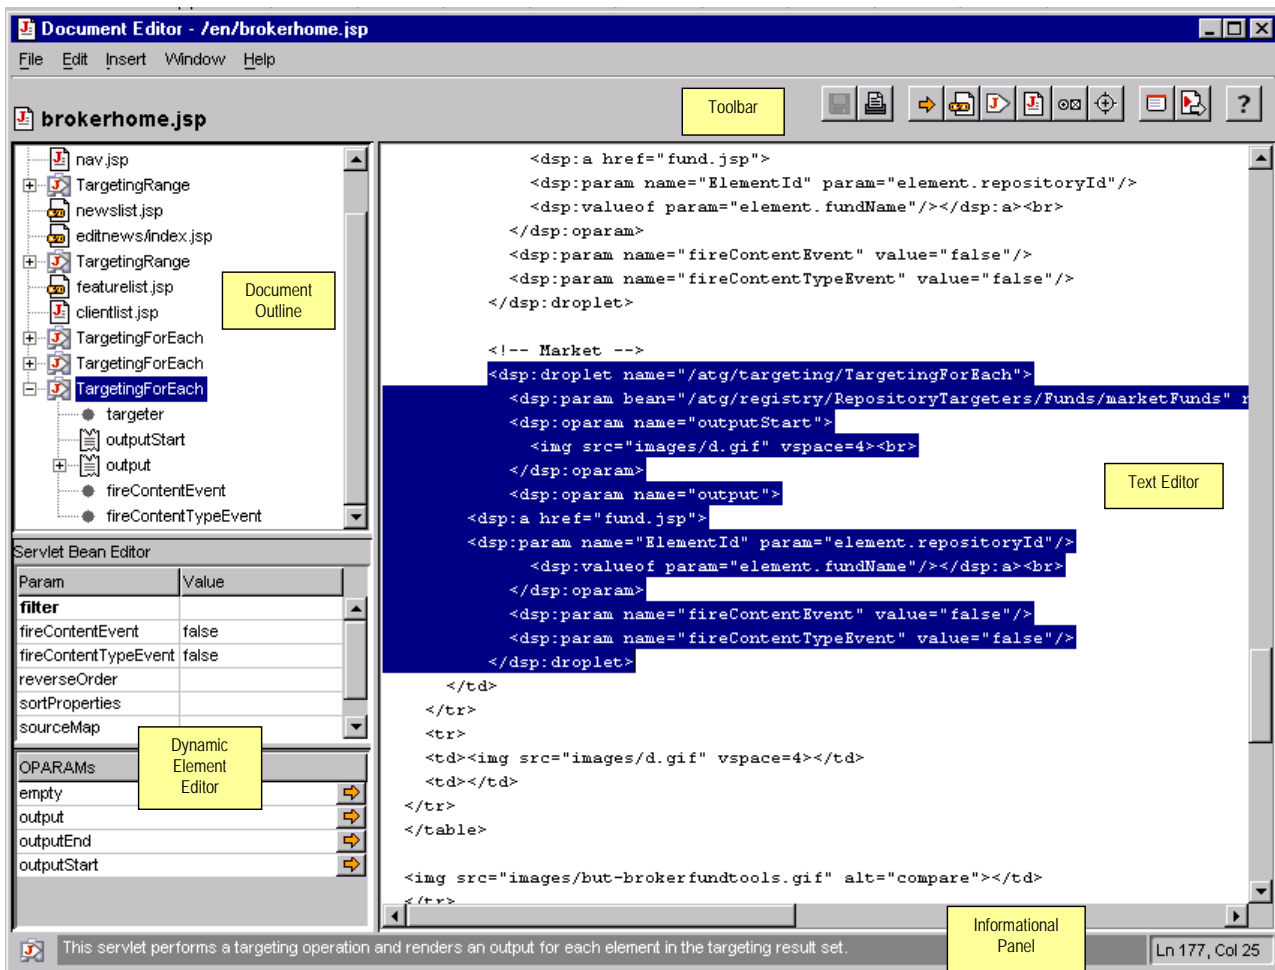 Document Editor - /en/brokerhome.jsp
File Edit Insert Window Help
brokerhome.jsp
Toolbar
?
nav.jsp
TargetingRange
newslist.jsp
editnews/index.jsp
TargetingRange
featurelist.jsp
clientlist.jsp
TargetingForEach
TargetingForEach
TargetingForEach
targeter
outputStart
output
fireContentEvent
fireContentTypeEvent
Document
Outline
Servlet Bean Editor
Param Value
filter
fireContentEvent false
fireContentTypeEvent false
reverseOrder
sortProperties
sourceMap
Dynamic
Element
Editor
OPARAMs
empty
output
outputEnd
outputStart
<dsp:a href="fund.jsp">
<dsp:param name="ElementId" param="element.repositoryId"/>
<dsp:valueof param="element.fundName"/></dsp:a><br>
</dsp:oparam>
<dsp:param name="fireContentEvent" value="false"/>
<dsp:param name="fireContentTypeEvent" value="false"/>
</dsp:droplet>
<!-- Market -->
<dsp:droplet name="/atg/targeting/TargetingForEach">
<dsp:param bean="/atg/registry/RepositoryTargeters/Funds/marketFunds"
<dsp:oparam name="outputStart">
<img src="images/d.gif" vspace=4><br>
</dsp:oparam>
<dsp:oparam name="output">
<dsp:a href="fund.jsp">
<dsp:param name="ElementId" param="element.repositoryId"/>
<dsp:valueof param="element.fundName"/></dsp:a><br>
</dsp:oparam>
<dsp:param name="fireContentEvent" value="false"/>
<dsp:param name="fireContentTypeEvent" value="false"/>
</dsp:droplet>
</td>
</tr>
<tr>
<td><img src="images/d.gif" vspace=4></td>
<td></td>
</tr>
</table>
<img src="images/but-brokerfundtools.gif" alt="compare"></td>
</tr>
Text Editor
Informational
Panel
This servlet performs a targeting operation and renders an output for each element in the targeting result set.
Ln 177, Col 25